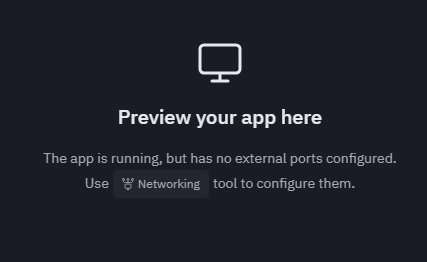 Preview your app here
The app is running, but has no external ports configured.
Use Networking tool to configure them.